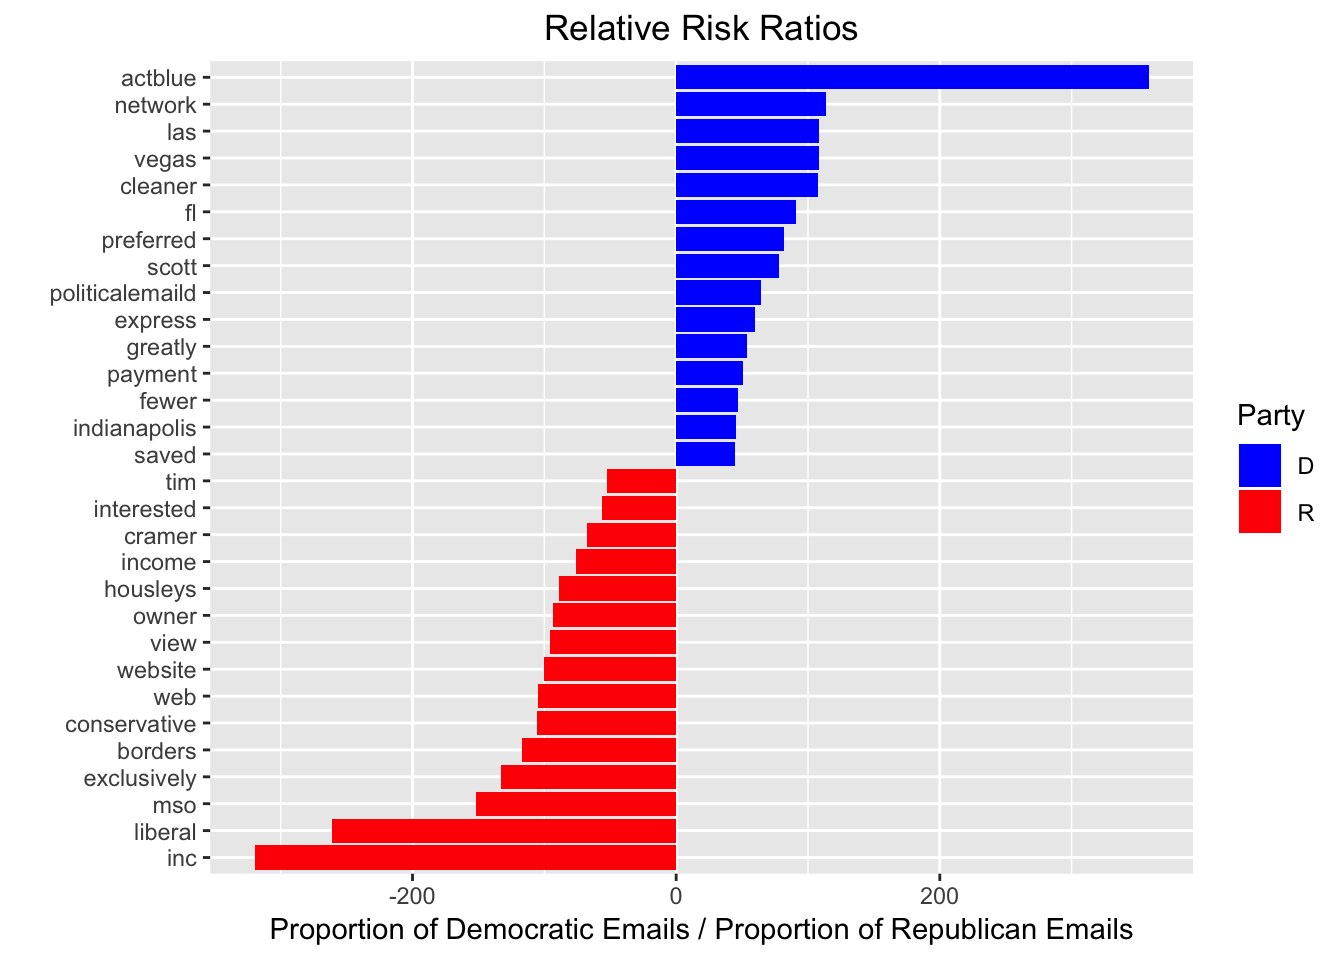 Relative Risk Ratios
actblue
network
las
vegas
cleaner
fl
preferred
scott
politicalemaild
express
greatly
payment
fewer
indianapolis
saved
tim
interested
cramer
income
housleys
owner
view
website
web
conservative
borders
exclusively
mso
liberal
inc
-200 0 200
Proportion of Democratic Emails / Proportion of Republican Emails
Party
D
R